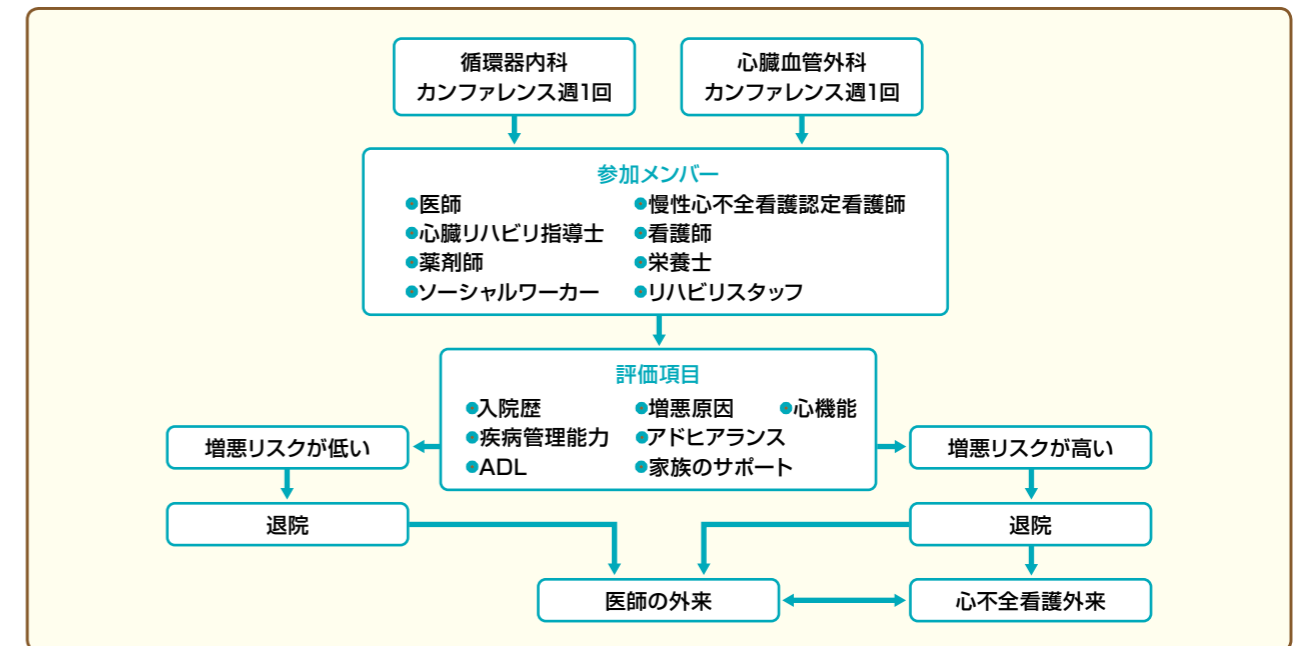 循環器内科
カンファレンス週1回
心臓血管外科
カンファレンス週1回
参加メンバー
●医師
●慢性心不全看護認定看護師
●心臓リハビリ指導士
●看護師
●薬剤師
●栄養士
●ソーシャルワーカー
●リハビリスタッフ
評価項目
●入院歴
●増悪原因
●心機能
●疾病管理能力
●アドヒアランス
●ADL
●家族のサポート
増悪リスクが低い
増悪リスクが高い
退院
退院
医師の外来
心不全看護外来